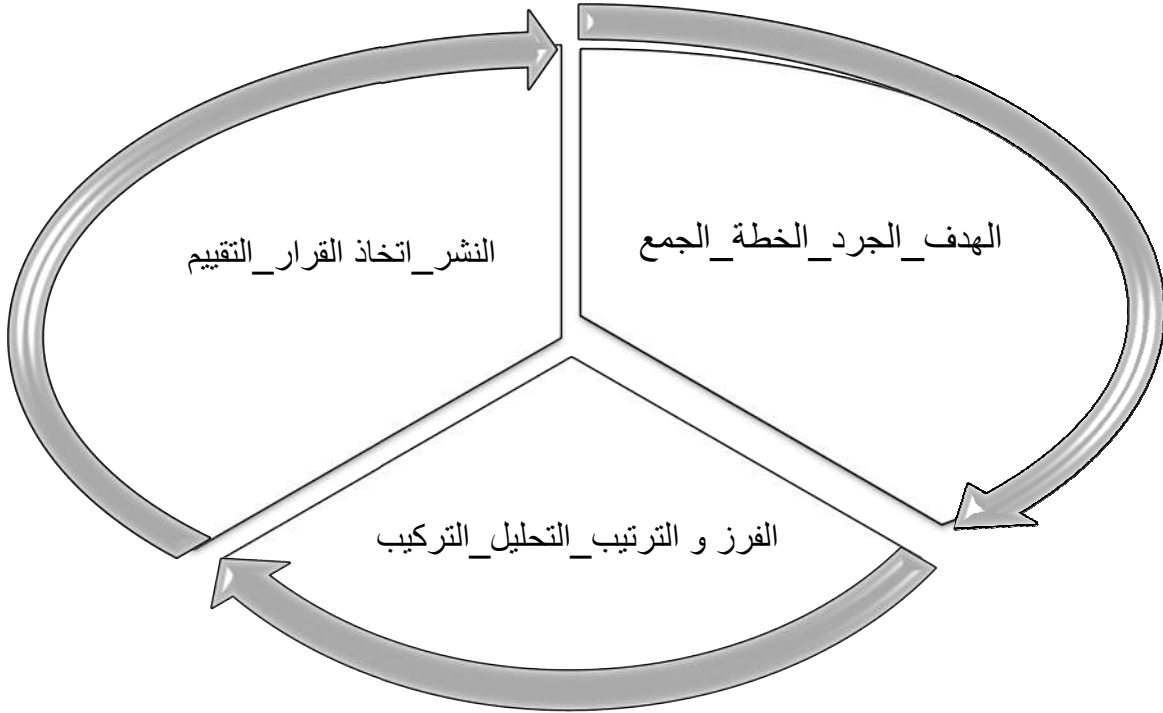 الهدف_الجرد_الخطة_الجمع
الفرز و الترتيب_التحليل_التركيب
النشر_اتخاذ القرار_التقييم